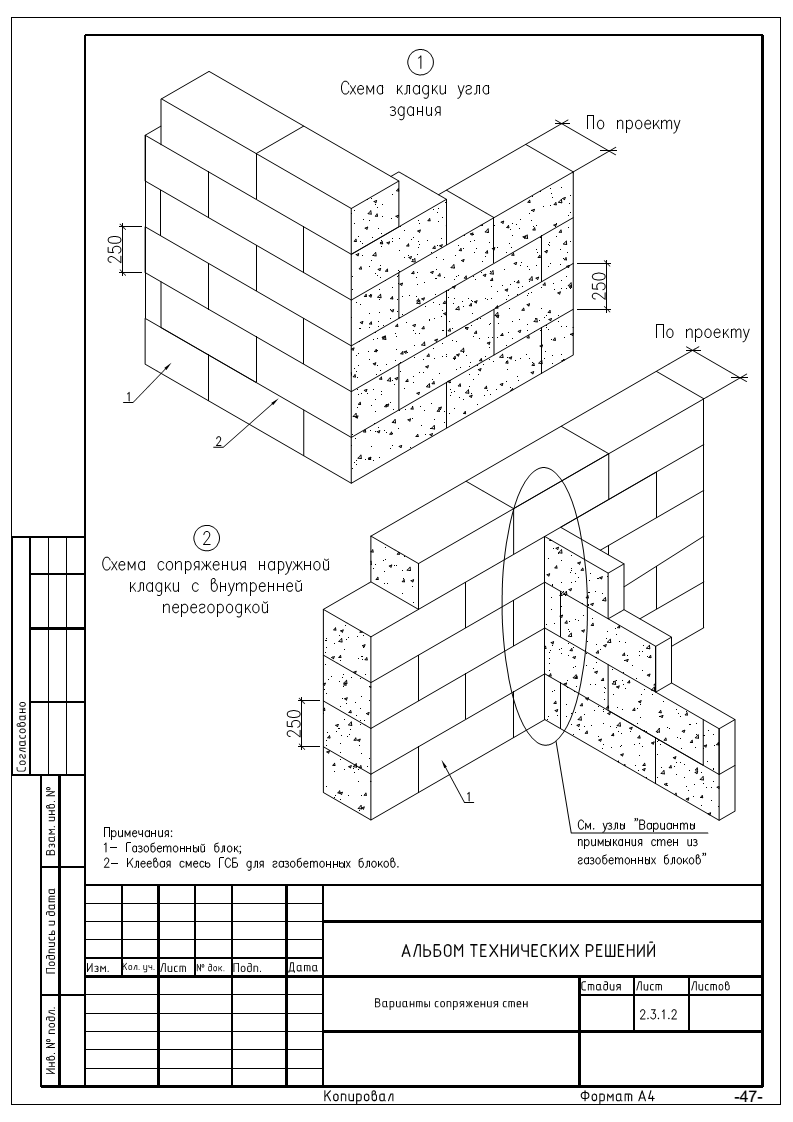 1
Схема кладки угла
здания
По проекту
250
250
1
2
По проекту
2
Схема сопряжения наружной
кладки с внутренней
перегородкой
250
1
См. узлы "Варианты
примыкания стен из
газобетонных блоков"
Примечания:
1– Газобетонный блок;
2– Клеевая смесь ГСБ для газобетонных блоков.
Согласовано
Взам. инв. №
Подпись и дата
Инв. № подл.
Изм. Кол. уч. Лист № док. Подп. Дата
АЛЬБОМ ТЕХНИЧЕСКИХ РЕШЕНИЙ
Варианты сопряжения стен
Стадия Лист Листов
2.3.1.2
Копировал Формат А4 -47-